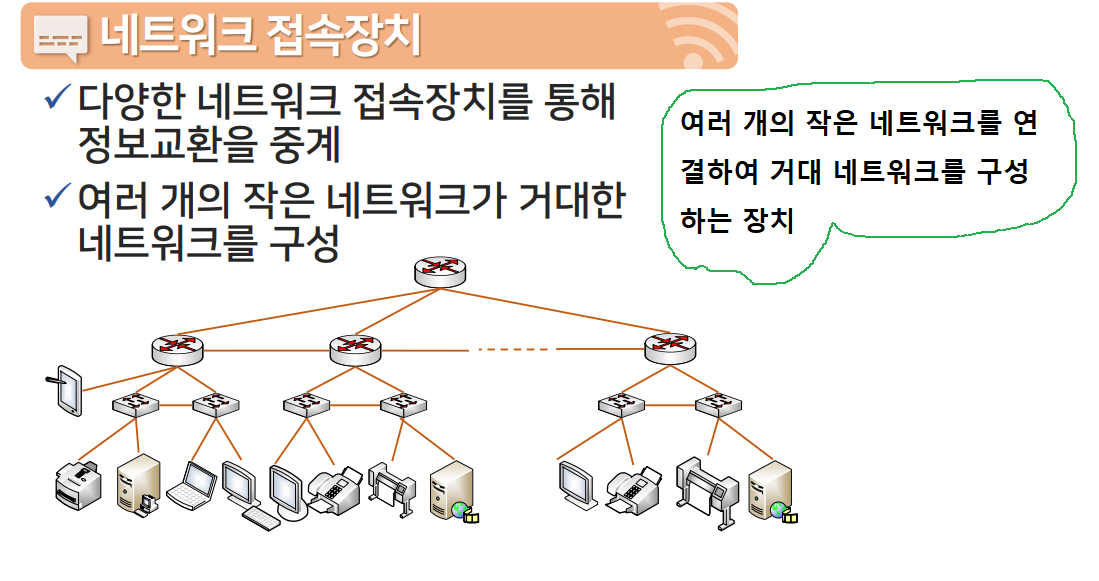 네트워크 접속장치
다양한 네트워크 접속장치를 통해
정보교환을 중계
여러 개의 작은 네트워크가 거대한
네트워크를 구성
여러 개의 작은 네트워크를 연
결하여 거대 네트워크를 구성
하는 장치